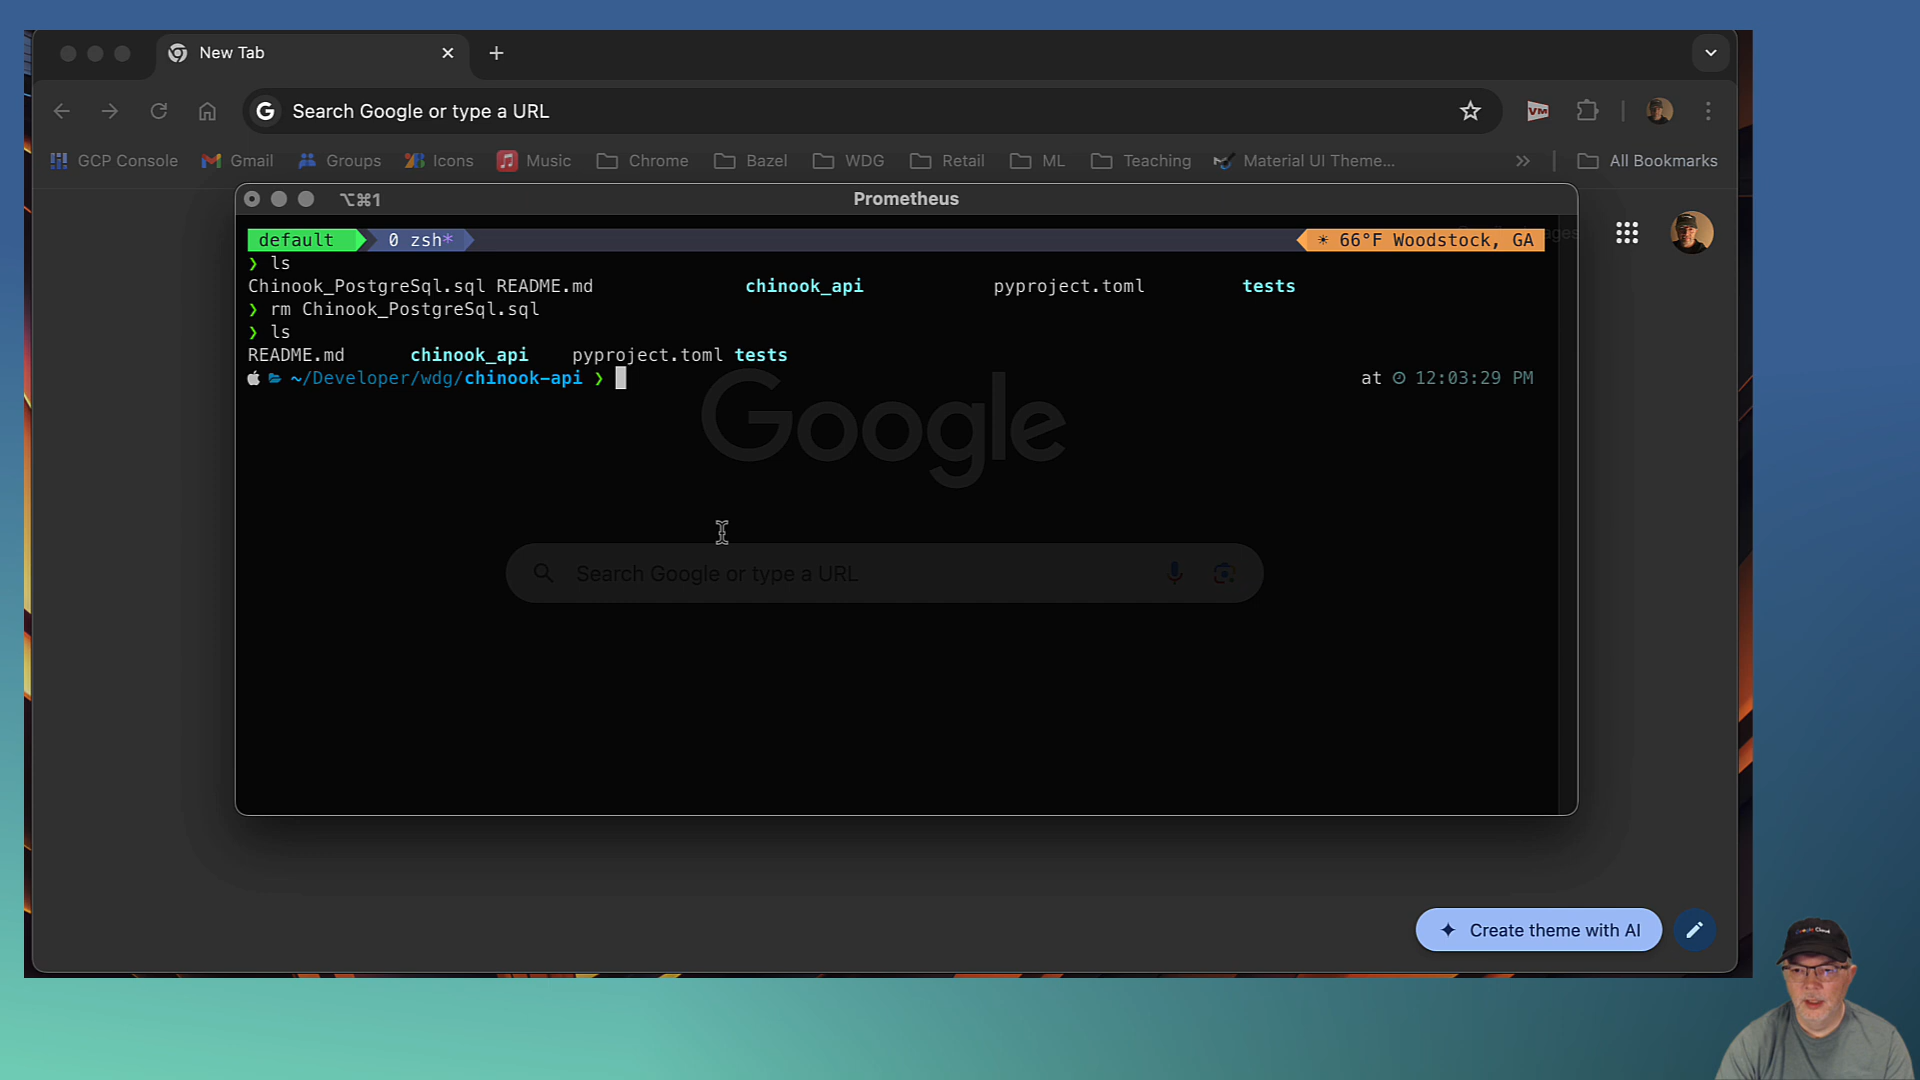 New Tab
Search Google or type a URL
VM
GCP Console Gmail Groups Icons Music Chrome Bazel WDG Retail ML Teaching Material UI Theme... » All Bookmarks
⌥⌘1 Prometheus
default 0 zsh* ☀ 66°F Woodstock, GA
❯ ls
Chinook_PostgreSql.sql README.md chinook_api pyproject.toml tests
❯ rm Chinook_PostgreSql.sql
❯ ls
README.md chinook_api pyproject.toml tests
~/Developer/wdg/chinook-api ❯ at 12:03:29 PM
Google
Search Google or type a URL
Create theme with AI
Google Cloud